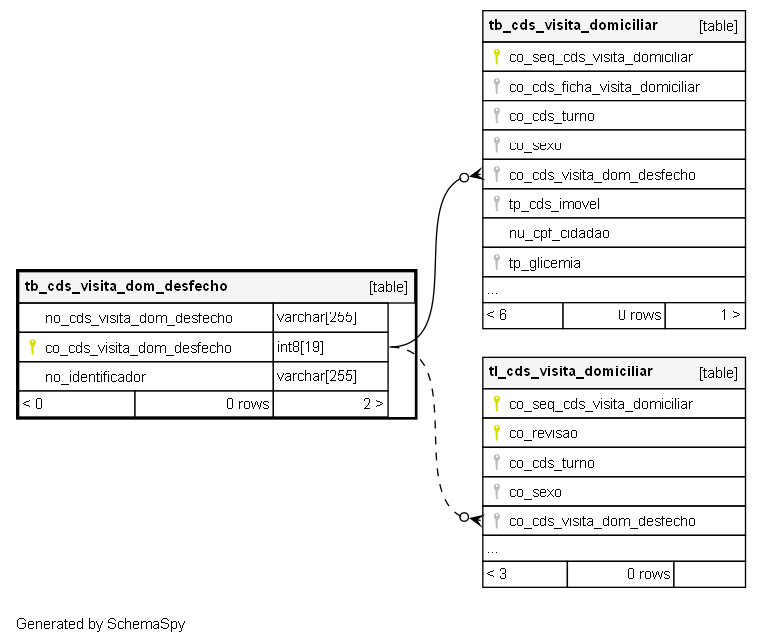 tb_cds_visita_domiciliar [table]
co_seq_cds_visita_domiciliar
co_cds_ficha_visita_domiciliar
co_cds_turno
co_sexo
co_cds_visita_dom_desfecho
tp_cds_imovel
nu_cpf_cidadao
tp_glicemia
...
< 6 0 rows 1 >
tb_cds_visita_dom_desfecho [table]
no_cds_visita_dom_desfecho varchar[255]
co_cds_visita_dom_desfecho int8[19]
no_identificador varchar[255]
< 0 0 rows 2 >
tl_cds_visita_domiciliar [table]
co_seq_cds_visita_domiciliar
co_revisao
co_cds_turno
co_sexo
co_cds_visita_dom_desfecho
...
< 3 0 rows
Generated by SchemaSpy